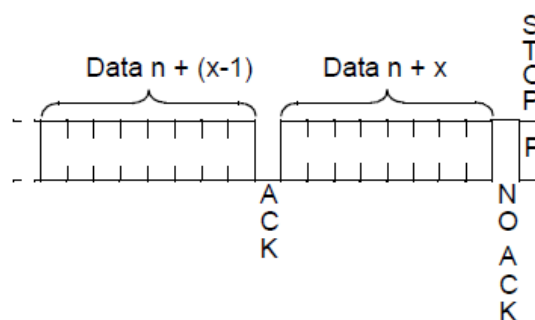 Data n + (x-1)
Data n + x
STOP
P
ACK
NO ACK